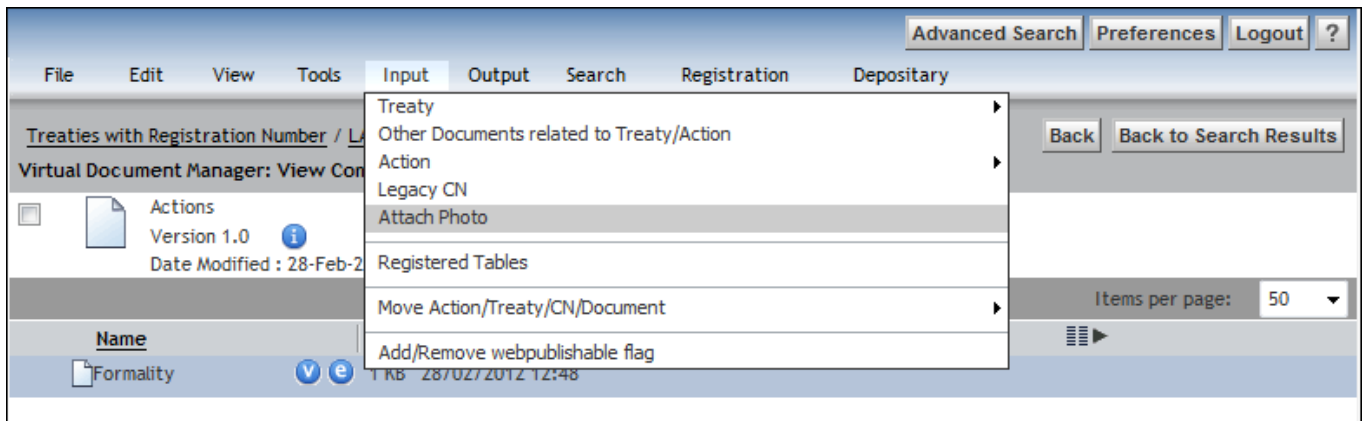 Advanced Search Preferences Logout ?
File Edit View Tools Input Output Search Registration Depositary
Treaty
Other Documents related to Treaty/Action
Action
Legacy CN
Attach Photo
Registered Tables
Move Action/Treaty/CN/Document
Add/Remove webpublishable flag
Treaties with Registration Number /
Back Back to Search Results
Virtual Document Manager: View
Actions
Version 1.0 i
Date Modified : 28-Feb-2
Items per page: 50
Name
Formality v e 1 KB 28/02/2012 12:48